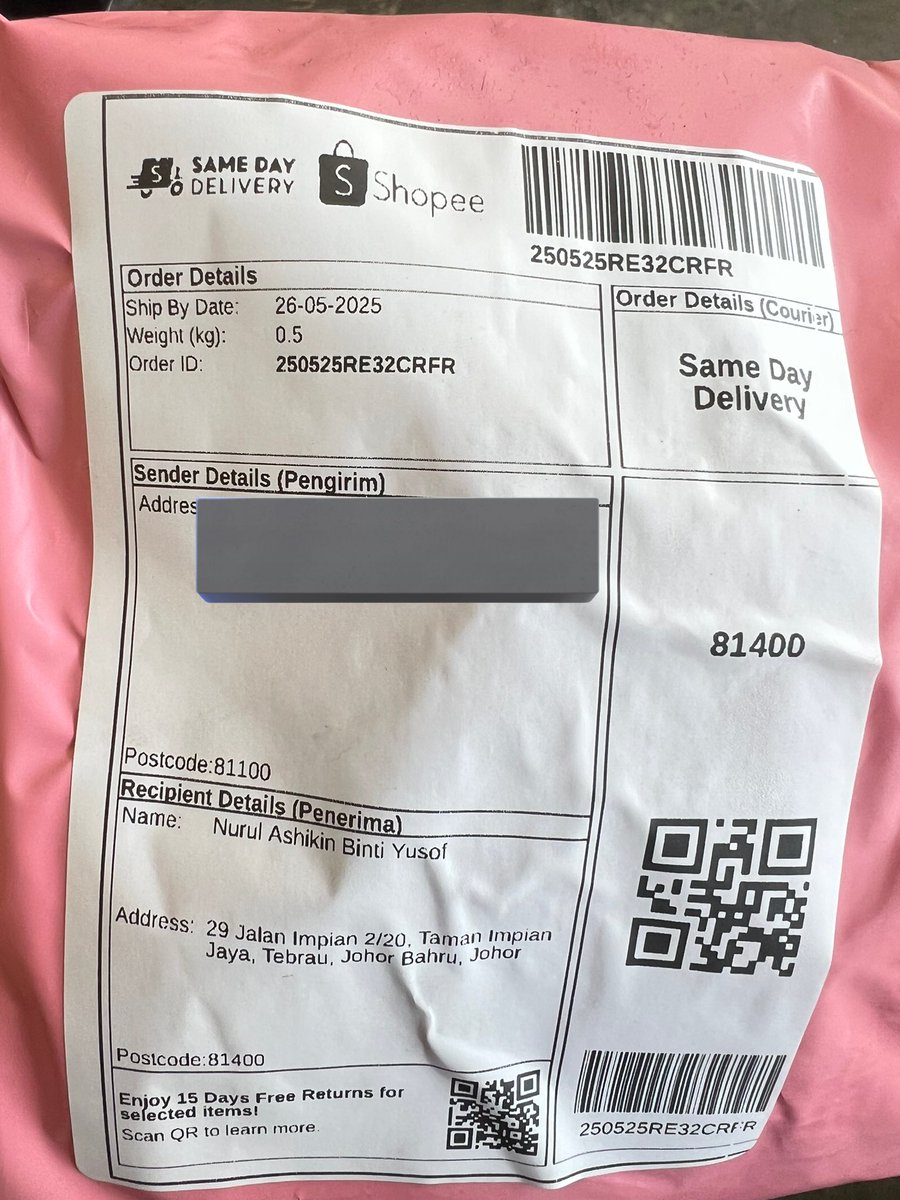 SAME DAY
DELIVERY
S Shopee
250525RE32CRFR
Order Details
Ship By Date: 26-05-2025
Weight (kg): 0.5
Order ID: 250525RE32CRFR
Order Details (Courier)
Same Day
Delivery
Sender Details (Pengirim)
Addres
Postcode:81100
81400
Recipient Details (Penerima)
Name: Nurul Ashikin Binti Yusof
Address: 29 Jalan Impian 2/20, Taman Impian
Jaya, Tebrau, Johor Bahru, Johor
Postcode:81400
Enjoy 15 Days Free Returns for
selected items!
Scan QR to learn more.
250525RE32CRFR